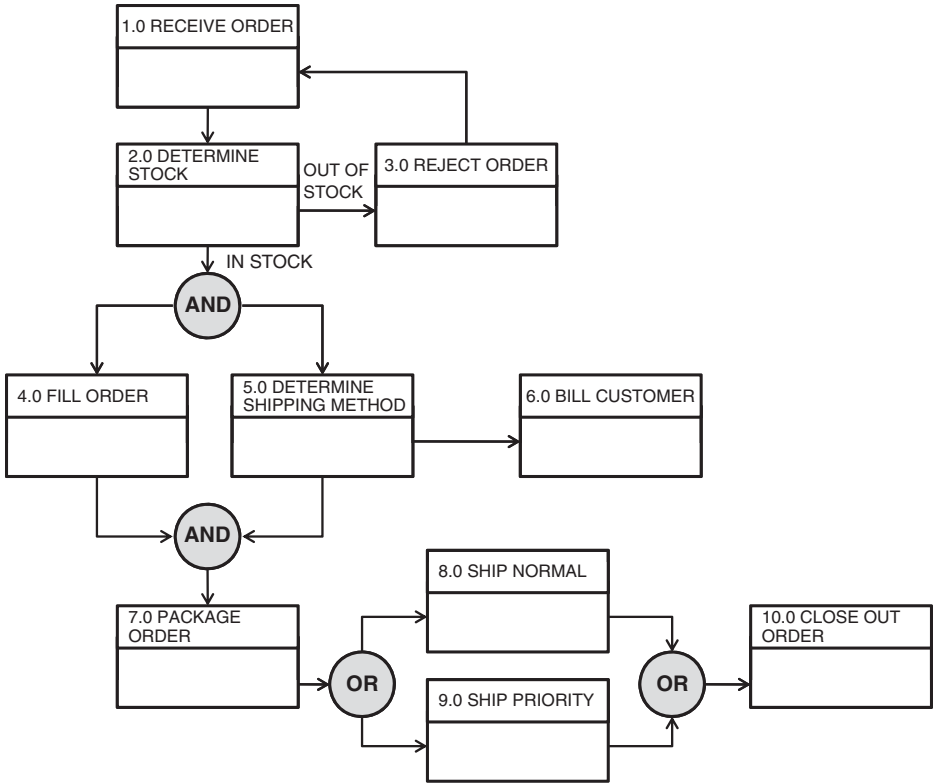 1.0 RECEIVE ORDER
2.0 DETERMINE
STOCK
OUT OF
STOCK
3.0 REJECT ORDER
IN STOCK
AND
4.0 FILL ORDER
5.0 DETERMINE
SHIPPING METHOD
6.0 BILL CUSTOMER
AND
7.0 PACKAGE
ORDER
OR
8.0 SHIP NORMAL
9.0 SHIP PRIORITY
OR
10.0 CLOSE OUT
ORDER